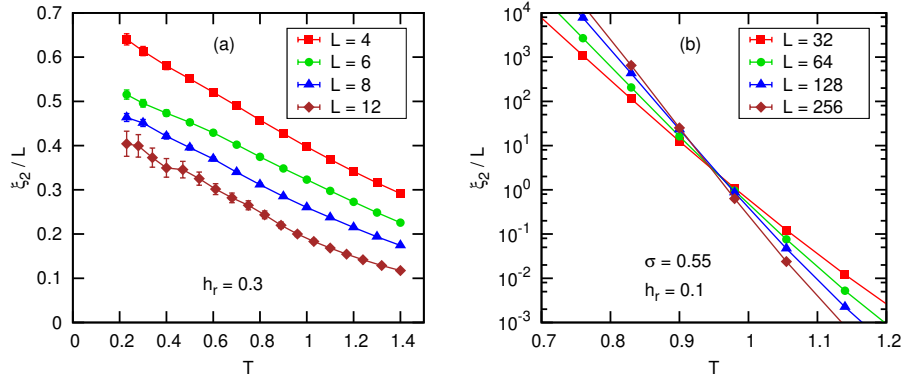 (a)
L = 4
L = 6
L = 8
L = 12
0.7
0.6
0.5
0.4
0.3
0.2
0.1
0
ξ2 / L
hr = 0.3
0 0.2 0.4 0.6 0.8 1 1.2 1.4
T
(b)
L = 32
L = 64
L = 128
L = 256
10^4
10^3
10^2
10^1
10^0
10^-1
10^-2
10^-3
ξ2 / L
σ = 0.55
hr = 0.1
0.7 0.8 0.9 1.0 1.1 1.2
T